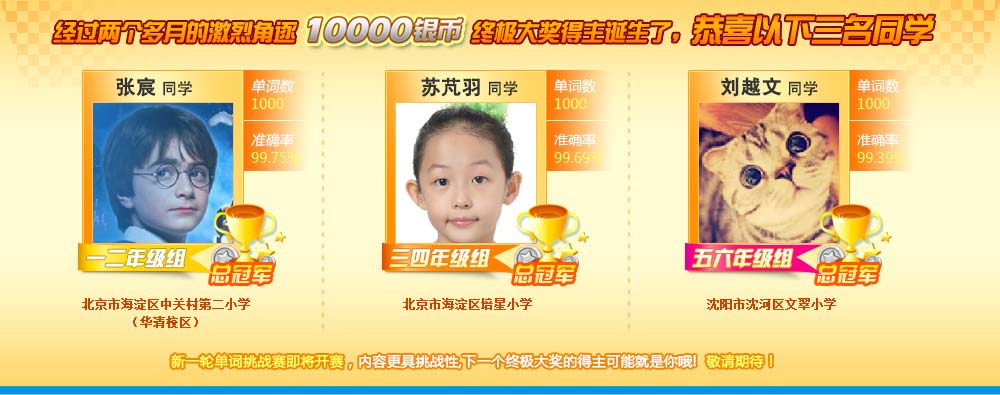 经过两个多月的激烈角逐 10000银币 终极大奖得主诞生了，恭喜以下三名同学
张宸 同学
单词数
1000
准确率
99.75%
一二年级组
总冠军
北京市海淀区中关村第二小学
（华清校区）
苏芃羽 同学
单词数
1000
准确率
99.69%
三四年级组
总冠军
北京市海淀区培星小学
刘越文 同学
单词数
1000
准确率
99.39%
五六年级组
总冠军
沈阳市沈河区文翠小学
新一轮单词挑战赛即将开赛，内容更具挑战性,下一个终极大奖的得主可能就是你哦! 敬请期待！